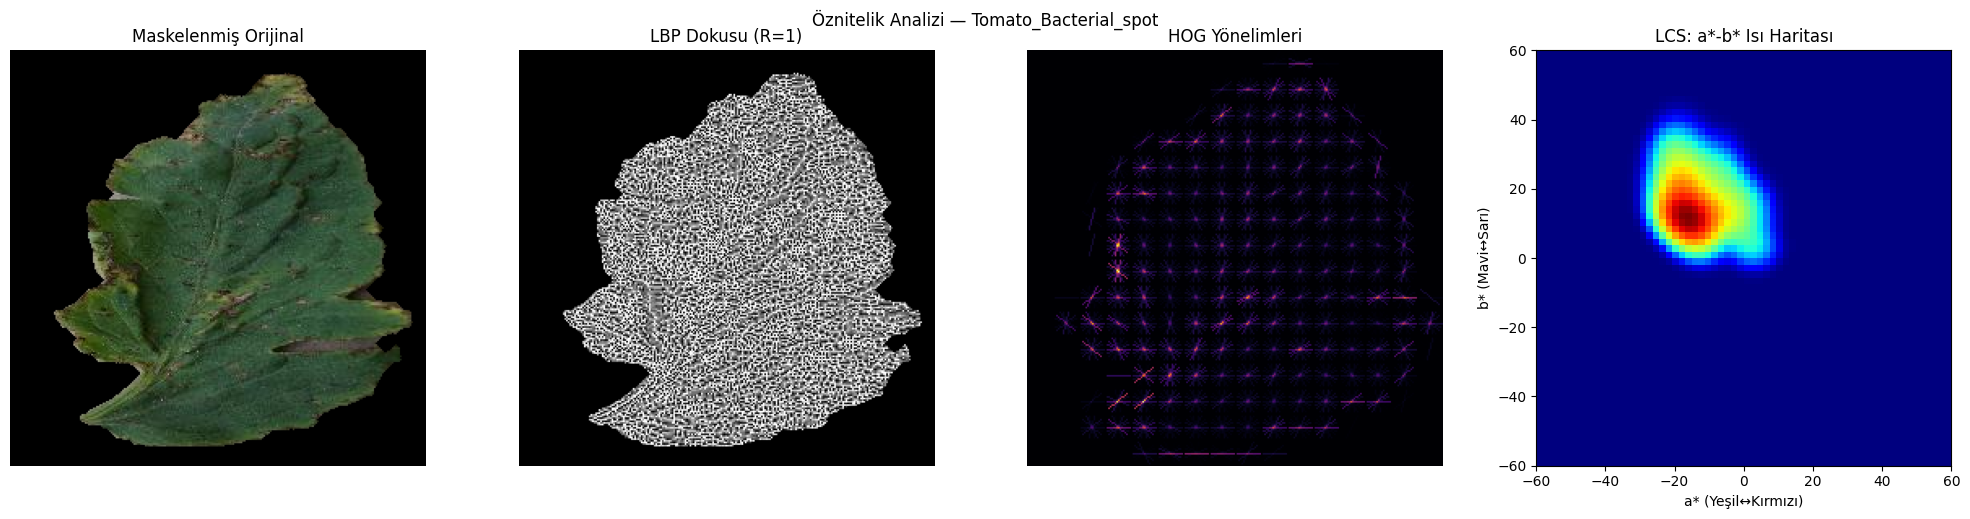 Öznitelik Analizi — Tomato_Bacterial_spot
Maskelenmiş Orijinal
LBP Dokusu (R=1)
HOG Yönelimleri
LCS: a*-b* Isı Haritası
60
40
20
0
−20
−40
−60
b* (Mavi↔Sarı)
−60 −40 −20 0 20 40 60
a* (Yeşil↔Kırmızı)